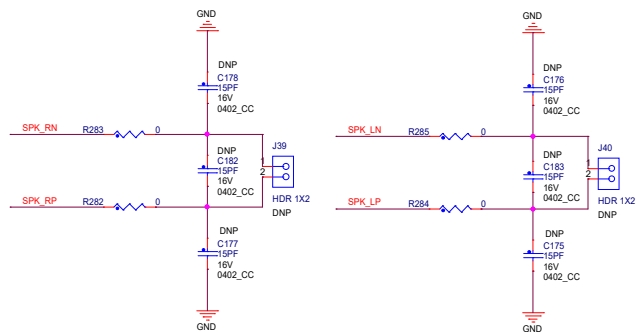 GND
DNP
C178
15PF
16V
0402_CC
SPK_RN
R283
0
DNP
C182
15PF
16V
0402_CC
J39
1
2
HDR 1X2
DNP
SPK_RP
R282
0
DNP
C177
15PF
16V
0402_CC
GND
GND
DNP
C176
15PF
16V
0402_CC
SPK_LN
R285
0
DNP
C183
15PF
16V
0402_CC
J40
1
2
HDR 1X2
DNP
SPK_LP
R284
0
DNP
C175
15PF
16V
0402_CC
GND